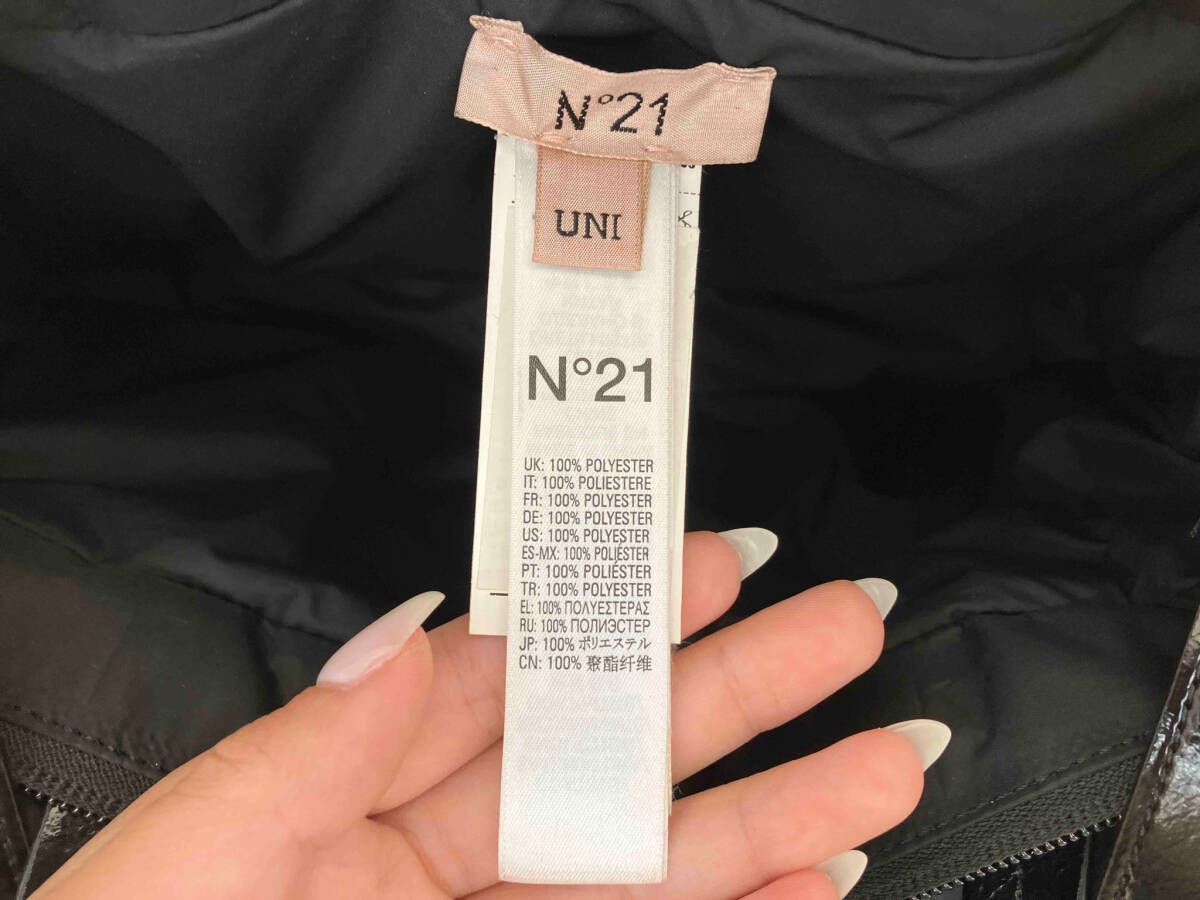 N°21
UNI
N°21
UK: 100% POLYESTER
IT: 100% POLIESTERE
FR: 100% POLYESTER
DE: 100% POLYESTER
US: 100% POLYESTER
ES-MX: 100% POLIÉSTER
PT: 100% POLIÉSTER
TR: 100% POLYESTER
EL: 100% ΠΟΛΥΕΣΤΕΡΑΣ
RU: 100% ПОЛИЭСТЕР
JP: 100% ポリエステル
CN: 100% 聚酯纤维